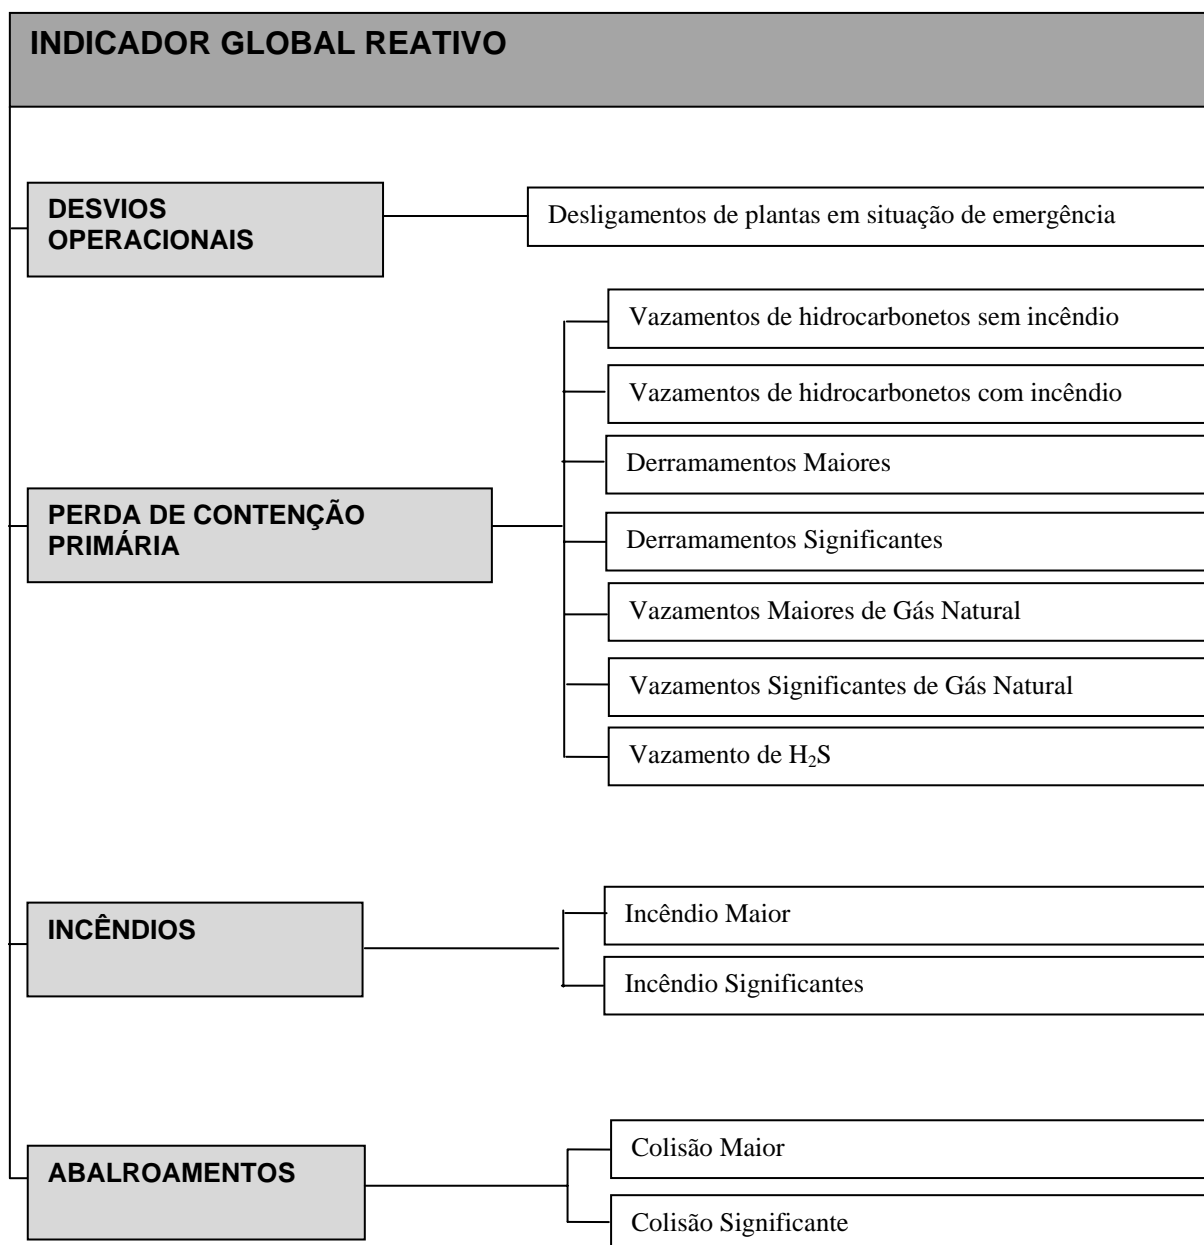 INDICADOR GLOBAL REATIVO
DESVIOS
OPERACIONAIS
Desligamentos de plantas em situação de emergência
Vazamentos de hidrocarbonetos sem incêndio
Vazamentos de hidrocarbonetos com incêndio
Derramamentos Maiores
PERDA DE CONTENÇÃO
PRIMÁRIA
Derramamentos Significantes
Vazamentos Maiores de Gás Natural
Vazamentos Significantes de Gás Natural
Vazamento de H₂S
INCÊNDIOS
Incêndio Maior
Incêndio Significantes
ABALROAMENTOS
Colisão Maior
Colisão Significante